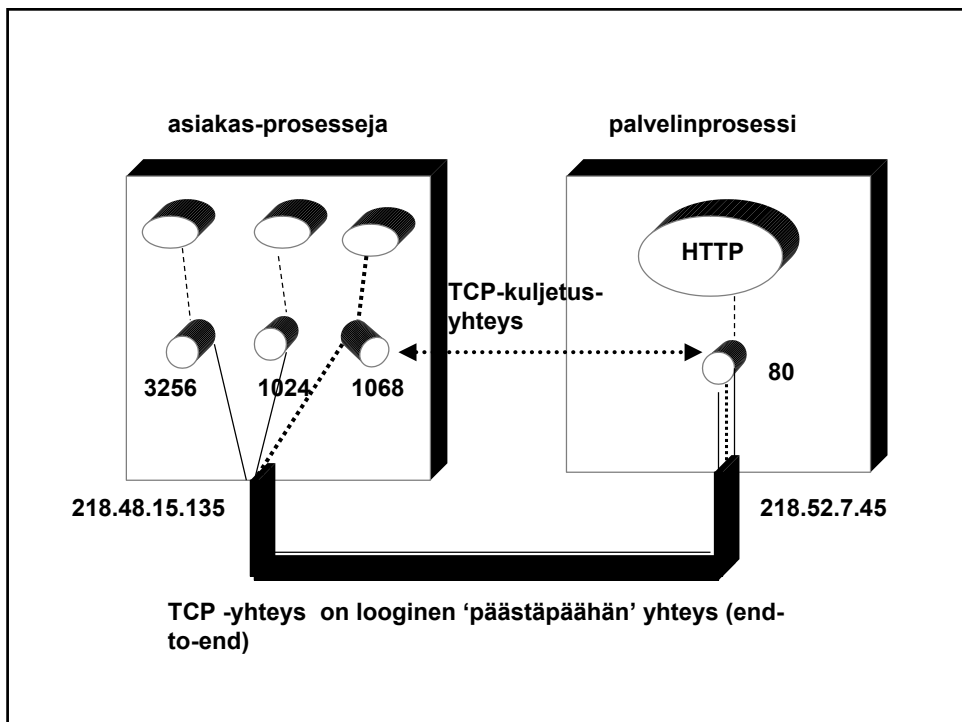 asiakas-prosesseja
palvelinprosessi
HTTP
TCP-kuljetus-
yhteys
3256
1024
1068
80
218.48.15.135
218.52.7.45
TCP -yhteys on looginen ‘päästäpäähän’ yhteys (end-
to-end)